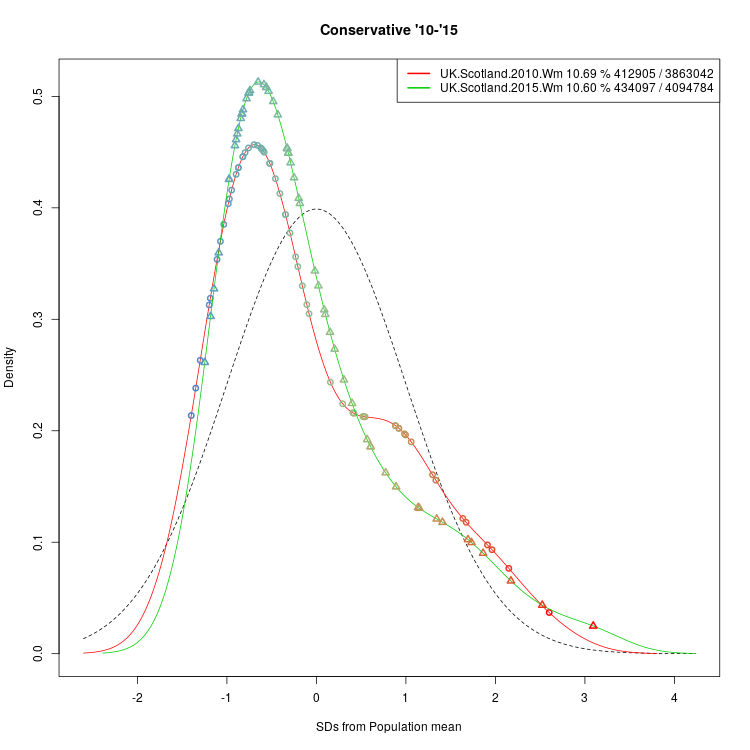 Conservative '10-'15
UK.Scotland.2010.Wm 10.69 % 412905 / 3863042
UK.Scotland.2015.Wm 10.60 % 434097 / 4094784
Density
0.5
0.4
0.3
0.2
0.1
0.0
-2 -1 0 1 2 3 4
SDs from Population mean